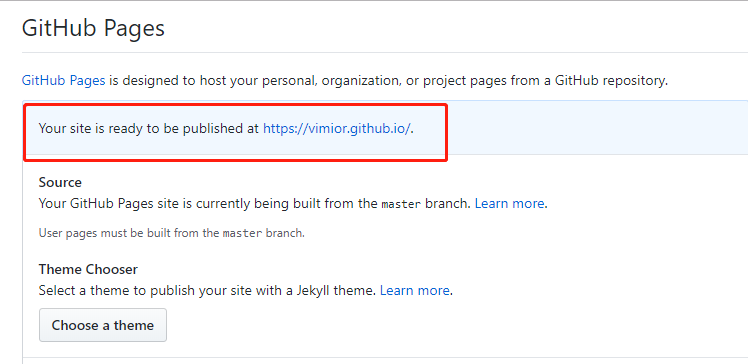 GitHub Pages
GitHub Pages is designed to host your personal, organization, or project pages from a GitHub repository.
Your site is ready to be published at https://vimior.github.io/.
Source
Your GitHub Pages site is currently being built from the master branch. Learn more.
User pages must be built from the master branch.
Theme Chooser
Select a theme to publish your site with a Jekyll theme. Learn more.
Choose a theme